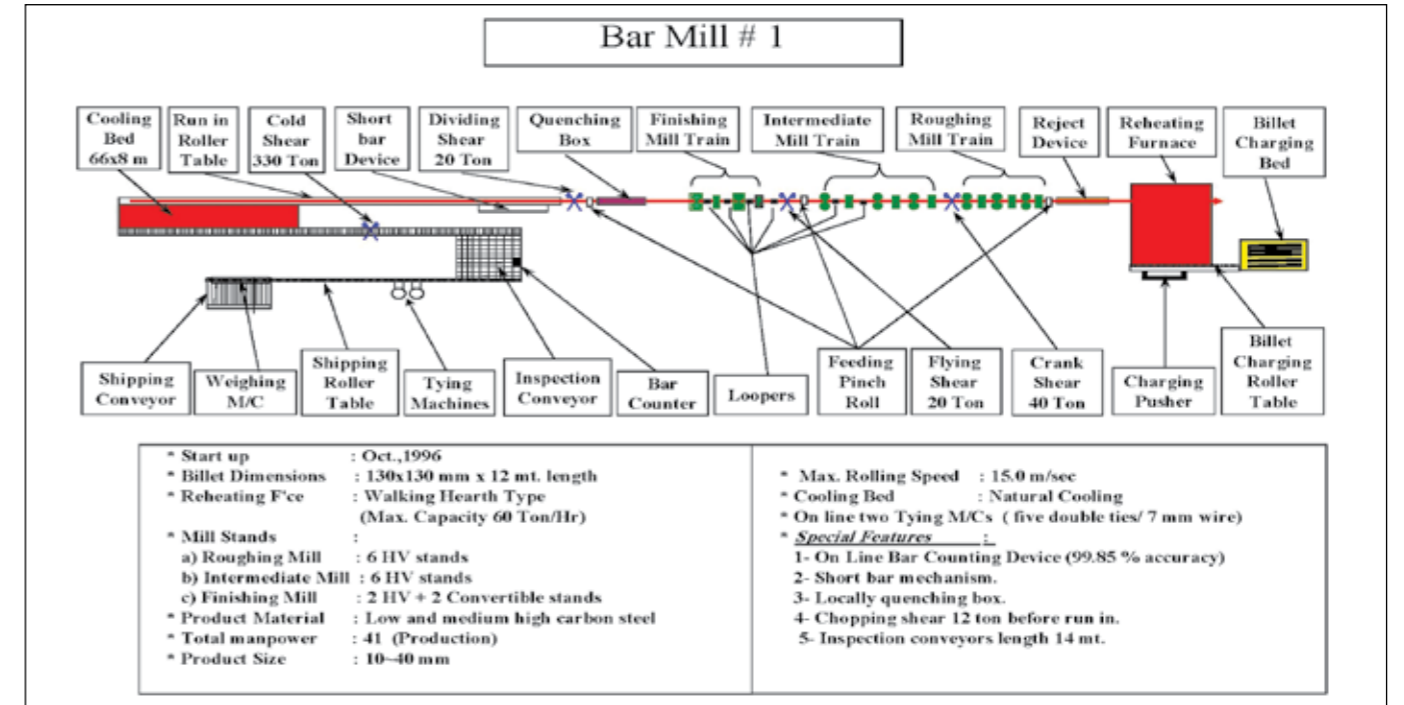 Bar Mill # 1
Cooling
Bed
66x8 m
Run in
Roller
Table
Cold
Shear
330 Ton
Short
bar
Device
Dividing
Shear
20 Ton
Quenching
Box
Finishing
Mill Train
Intermediate
Mill Train
Roughing
Mill Train
Reject
Device
Reheating
Furnace
Billet
Charging
Bed
Shipping
Conveyor
Weighing
M/C
Shipping
Roller
Table
Tying
Machines
Inspection
Conveyor
Bar
Counter
Loopers
Feeding
Pinch
Roll
Flying
Shear
20 Ton
Crank
Shear
40 Ton
Charging
Pusher
Billet
Charging
Roller
Table
* Start up : Oct.,1996
* Billet Dimensions : 130x130 mm x 12 mt. length
* Reheating F'ce : Walking Hearth Type
(Max. Capacity 60 Ton/Hr)
* Mill Stands :
a) Roughing Mill : 6 HV stands
b) Intermediate Mill : 6 HV stands
c) Finishing Mill : 2 HV + 2 Convertible stands
* Product Material : Low and medium high carbon steel
* Total manpower : 41 (Production)
* Product Size : 10~40 mm
* Max. Rolling Speed : 15.0 m/sec
* Cooling Bed : Natural Cooling
* On line two Tying M/Cs ( five double ties/ 7 mm wire)
* Special Features :
1- On Line Bar Counting Device (99.85 % accuracy)
2- Short bar mechanism.
3- Locally quenching box.
4- Chopping shear 12 ton before run in.
5- Inspection conveyors length 14 mt.